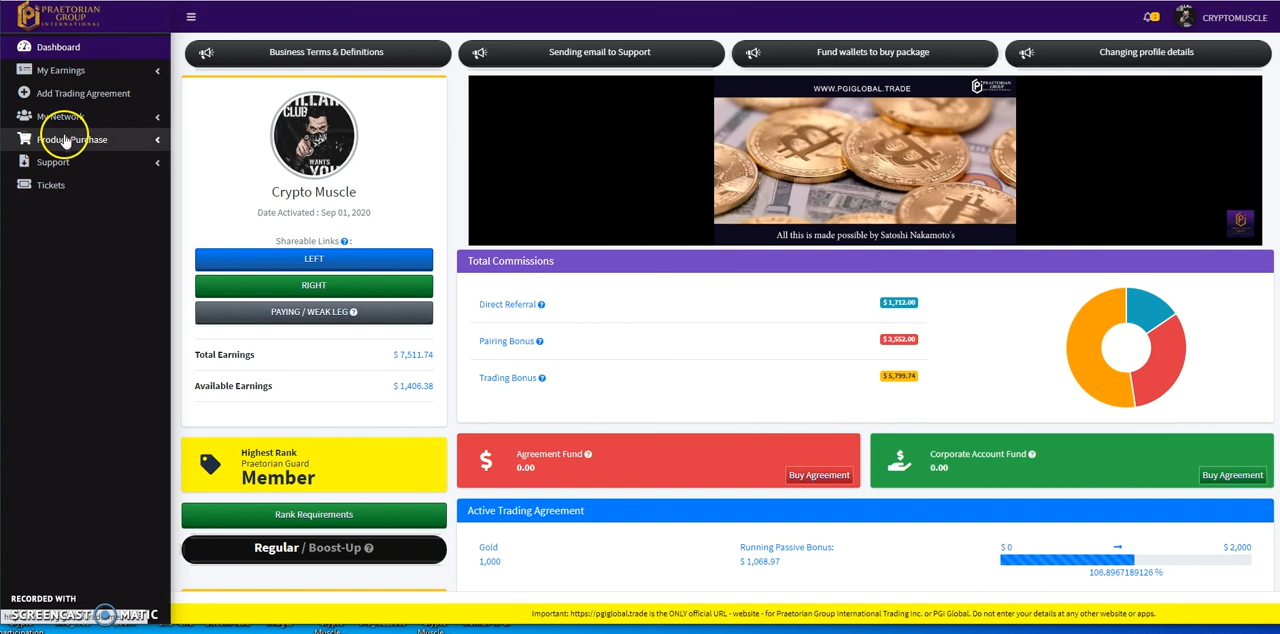 PRAETORIAN
GROUP
INTERNATIONAL
CRYPTOMUSCLE
Dashboard
My Earnings
Add Trading Agreement
My Network
Product Purchase
Support
Tickets
Business Terms & Definitions
Sending email to Support
Fund wallets to buy package
Changing profile details
CLUB
WANTS
YOU
Crypto Muscle
Date Activated : Sep 01, 2020
Shareable Links :
LEFT
RIGHT
PAYING / WEAK LEG
Total Earnings $ 7,511.74
Available Earnings $ 1,406.38
WWW.PGIGLOBAL.TRADE
PRAETORIAN
GROUP
All this is made possible by Satoshi Nakamoto's
Total Commissions
Direct Referral $ 1,712.00
Pairing Bonus $ 3,552.00
Trading Bonus $ 5,799.74
Highest Rank
Praetorian Guard
Member
Rank Requirements
Regular / Boost-Up
Agreement Fund
0.00
Buy Agreement
Corporate Account Fund
0.00
Buy Agreement
Active Trading Agreement
Gold
1,000
Running Passive Bonus:
$ 1,068.97
$ 0 $ 2,000
106.8967189126 %
RECORDED WITH
SCREENCAST MATIC
Important: https://pgiglobal.trade is the ONLY official URL - website - for Praetorian Group International Trading Inc. or PGI Global. Do not enter your details at any other website or apps.